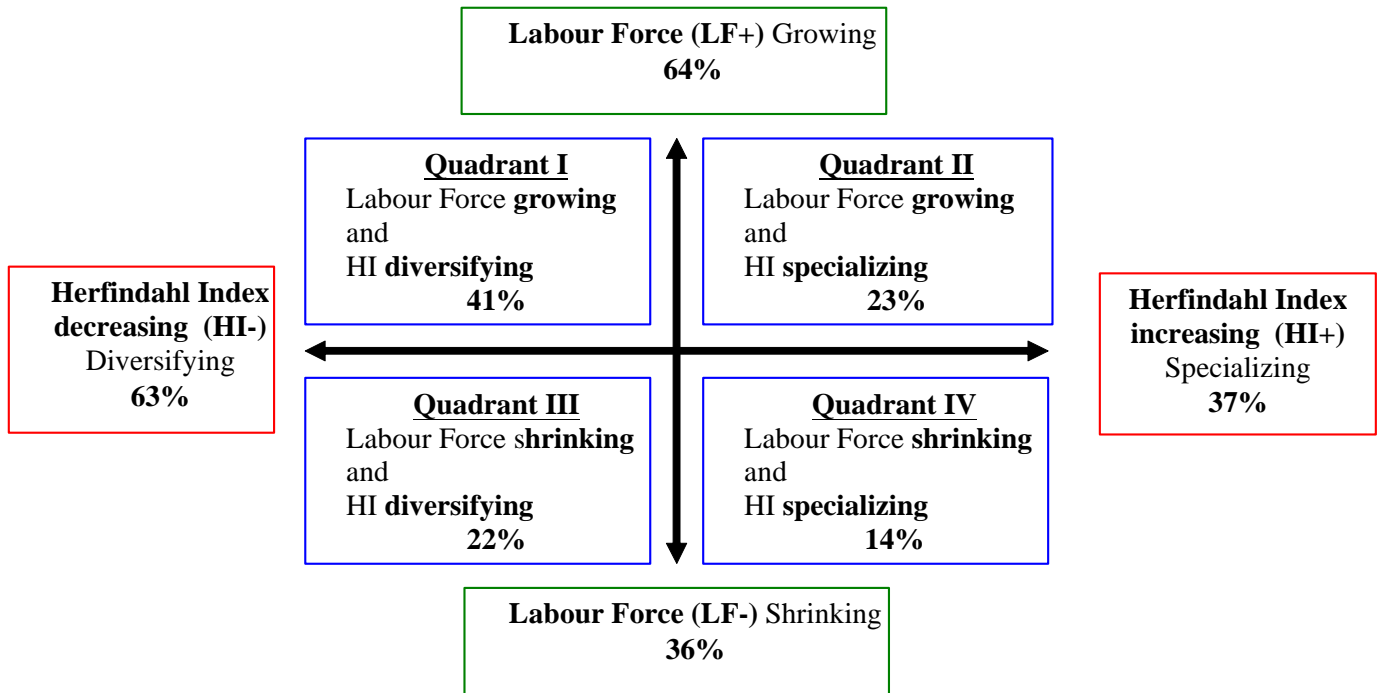 Labour Force (LF+) Growing
64%
Quadrant I
Labour Force growing
and
HI diversifying
41%
Quadrant II
Labour Force growing
and
HI specializing
23%
Herfindahl Index
decreasing (HI-)
Diversifying
63%
Herfindahl Index
increasing (HI+)
Specializing
37%
Quadrant III
Labour Force shrinking
and
HI diversifying
22%
Quadrant IV
Labour Force shrinking
and
HI specializing
14%
Labour Force (LF-) Shrinking
36%